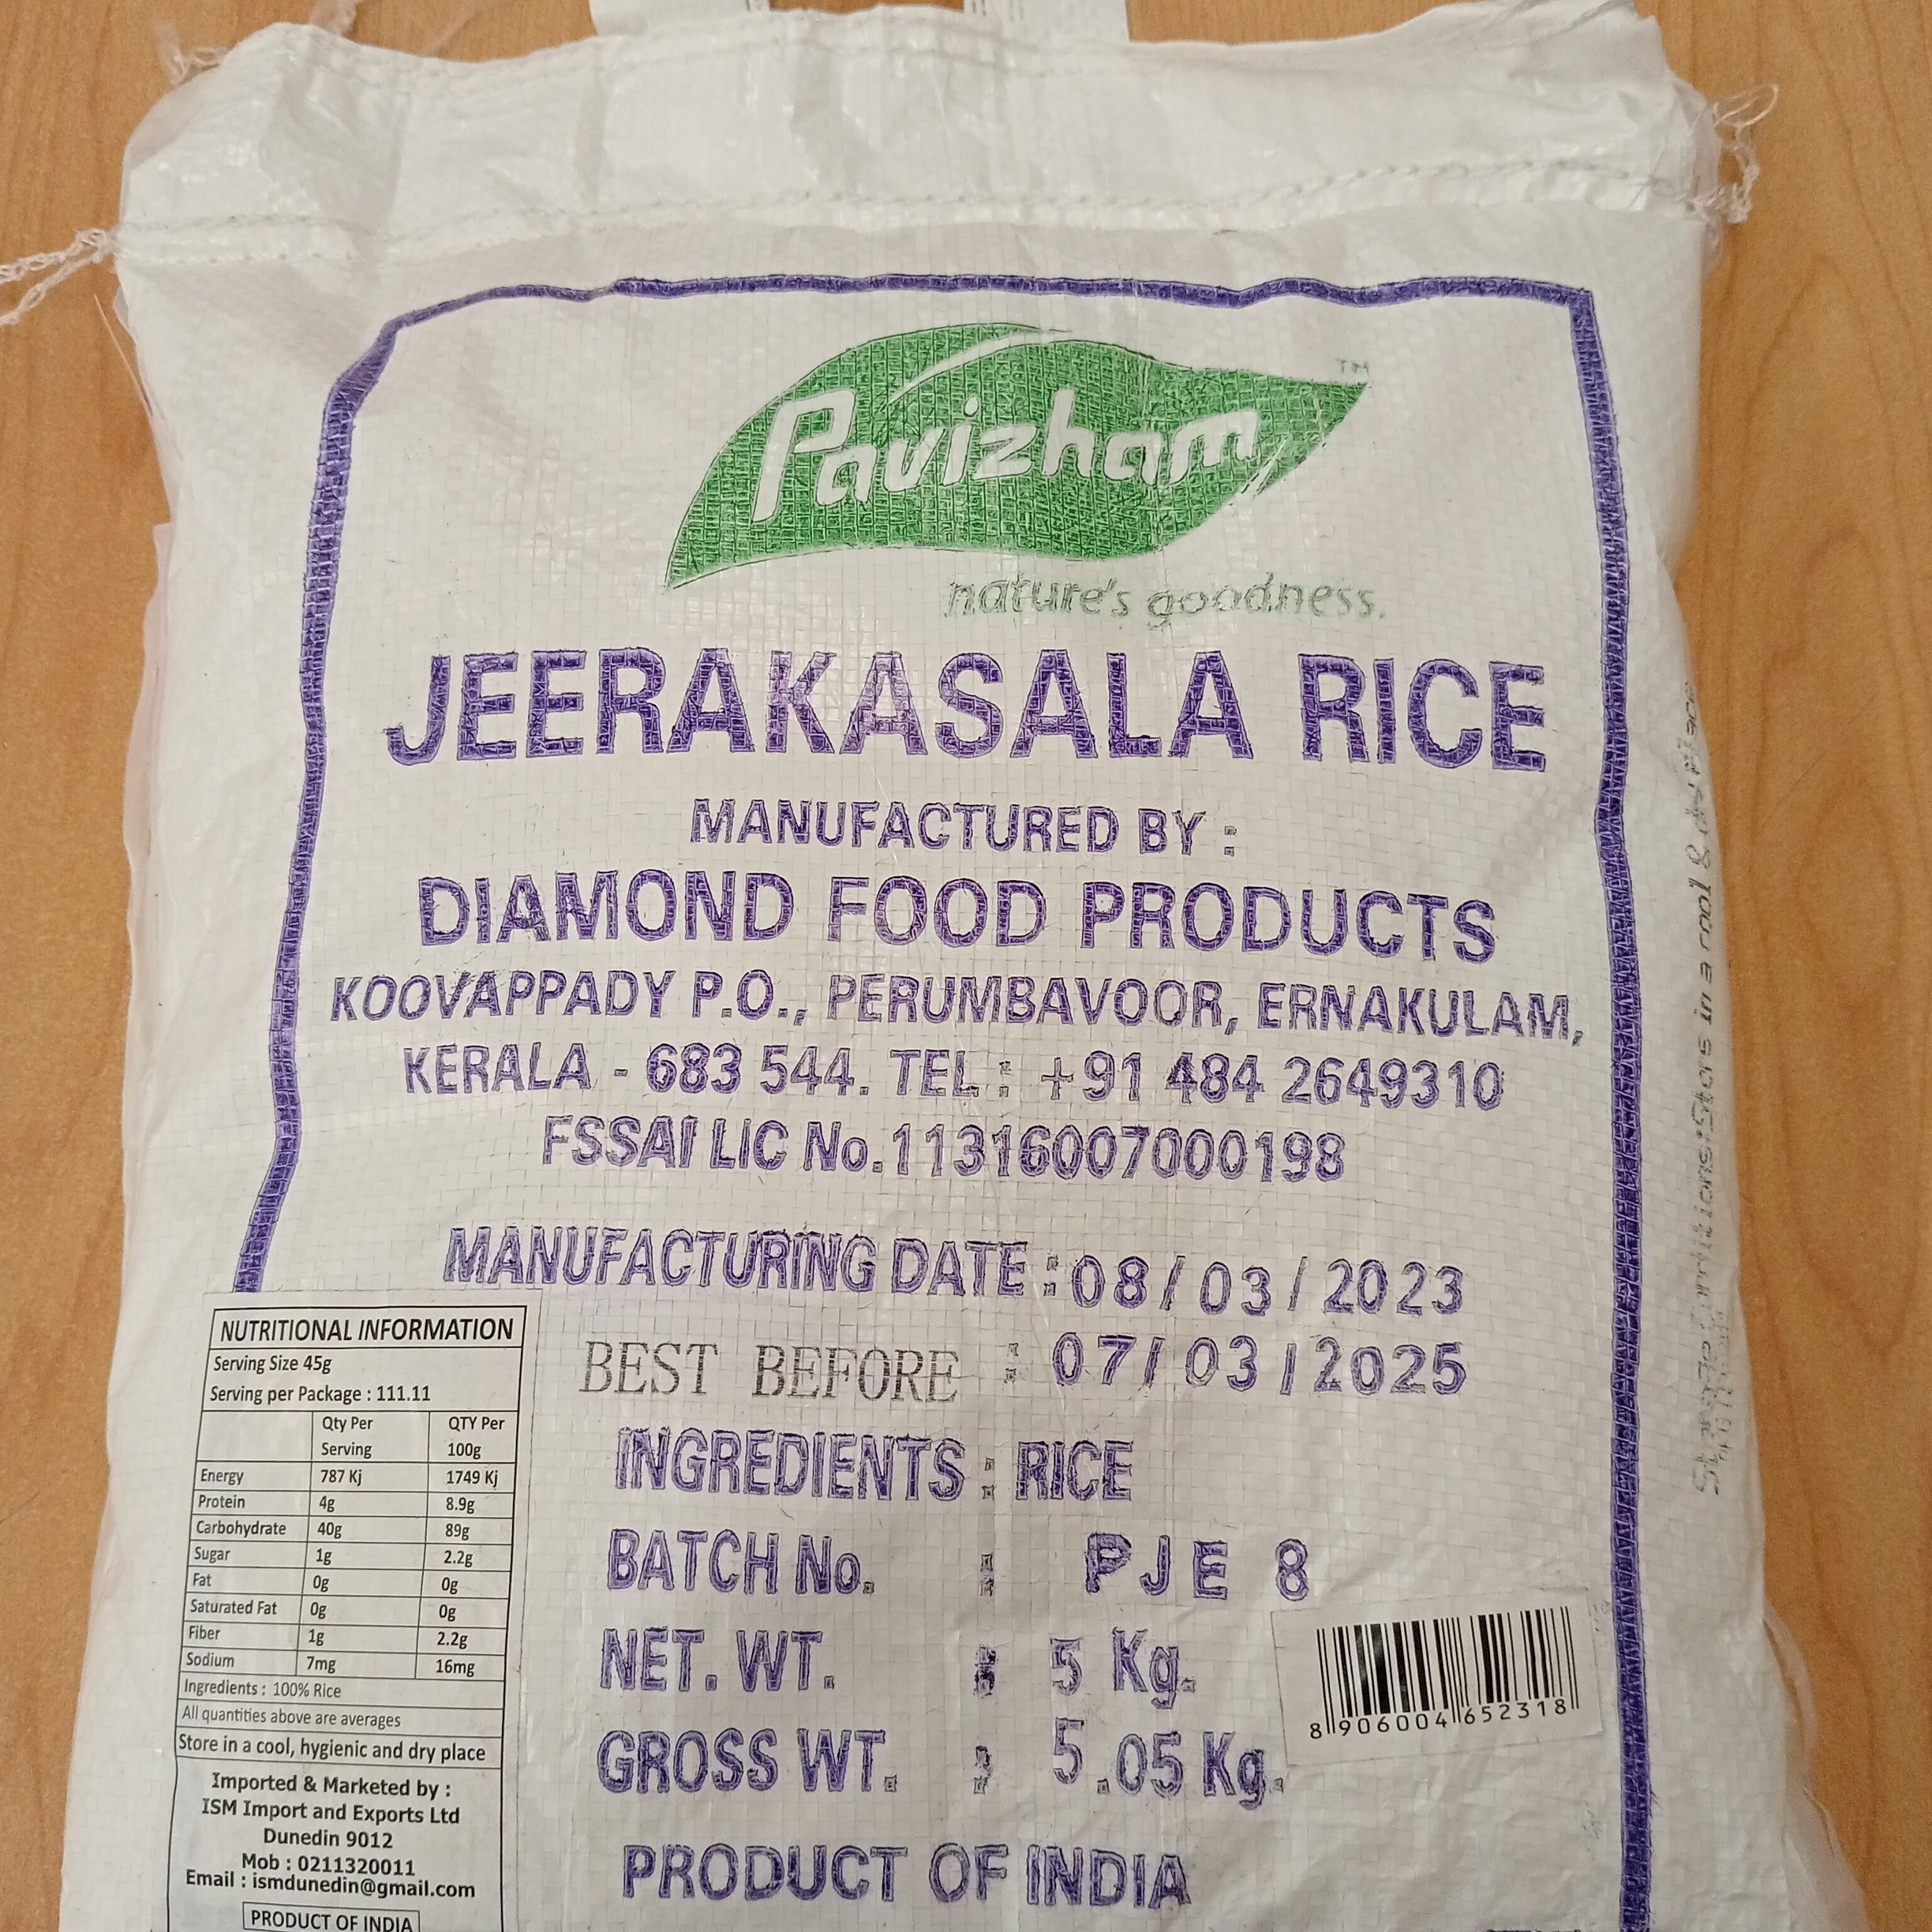 Pavizham TM
nature's goodness.
JEERAKASALA RICE
MANUFACTURED BY :
DIAMOND FOOD PRODUCTS
KOOVAPPADY P.O., PERUMBAVOOR, ERNAKULAM,
KERALA - 683 544. TEL : +91 484 2649310
FSSAI LIC No.11316007000198
MANUFACTURING DATE : 08/03/2023
BEST BEFORE : 07/03/2025
INGREDIENTS : RICE
BATCH No. : PJE 8
NET. WT. : 5 Kg.
GROSS WT. : 5.05 Kg.
PRODUCT OF INDIA
8 906004 652318
NUTRITIONAL INFORMATION
Serving Size 45g
Serving per Package : 111.11
Qty Per Serving QTY Per 100g
Energy 787 Kj 1749 Kj
Protein 4g 8.9g
Carbohydrate 40g 89g
Sugar 1g 2.2g
Fat 0g 0g
Saturated Fat 0g 0g
Fiber 1g 2.2g
Sodium 7mg 16mg
Ingredients : 100% Rice
All quantities above are averages
Store in a cool, hygienic and dry place
Imported & Marketed by :
ISM Import and Exports Ltd
Dunedin 9012
Mob : 0211320011
Email : ismdunedin@gmail.com
PRODUCT OF INDIA
in a cool &